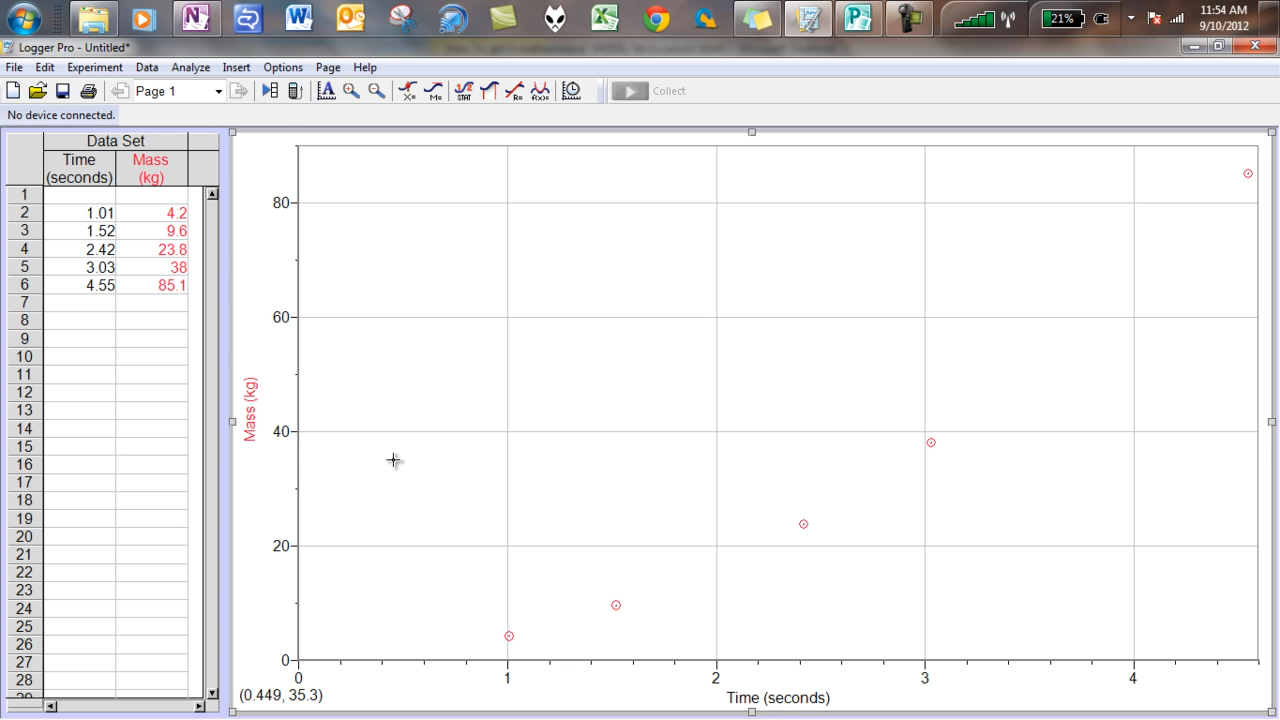 11:54 AM
21%
9/10/2012
Logger Pro - Untitled*
File Edit Experiment Data Analyze Insert Options Page Help
Page 1
Collect
No device connected.
Data Set
Time (seconds)
Mass (kg)
1
2 1.01 4.2
3 1.52 9.6
4 2.42 23.8
5 3.03 38
6 4.55 85.1
7
8
9
10
11
12
13
14
15
16
17
18
19
20
21
22
23
24
25
26
27
28
29
80
60
40
20
0
Mass (kg)
0 1 2 3 4
(0.449, 35.3)
Time (seconds)